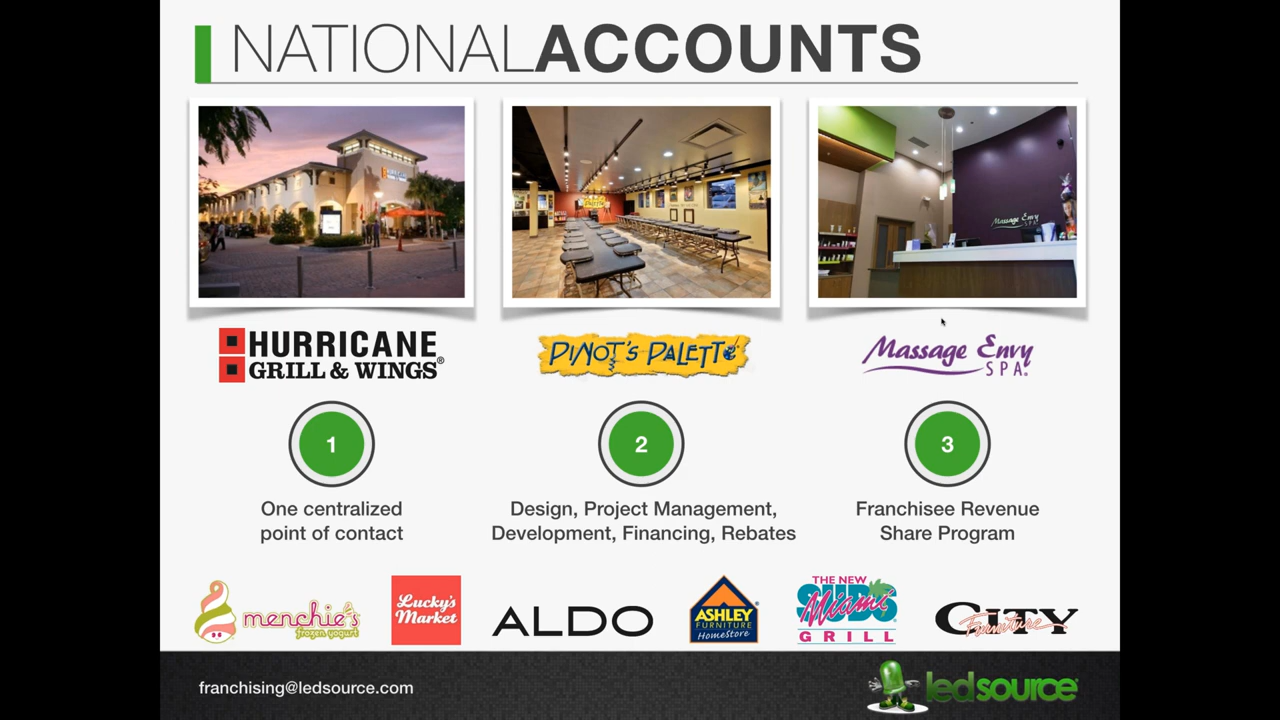 NATIONALACCOUNTS
HURRICANE
GRILL & WINGS®
PINOT'S PALETTE
Massage Envy
SPA®
1
2
3
One centralized
point of contact
Design, Project Management,
Development, Financing, Rebates
Franchisee Revenue
Share Program
menchie's
frozen yogurt
Lucky's
Market
ALDO
ASHLEY
FURNITURE
HomeStore
THE NEW
SUBS
Miami
GRILL
CITY
Furniture
franchising@ledsource.com
ledsource